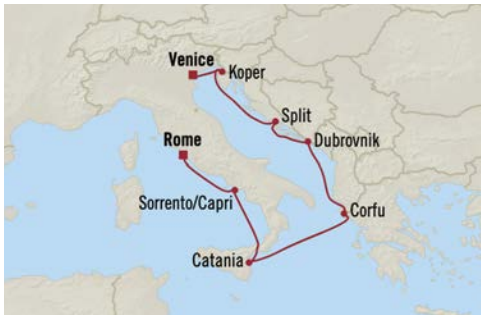 Venice
Koper
Split
Dubrovnik
Rome
Sorrento/Capri
Corfu
Catania